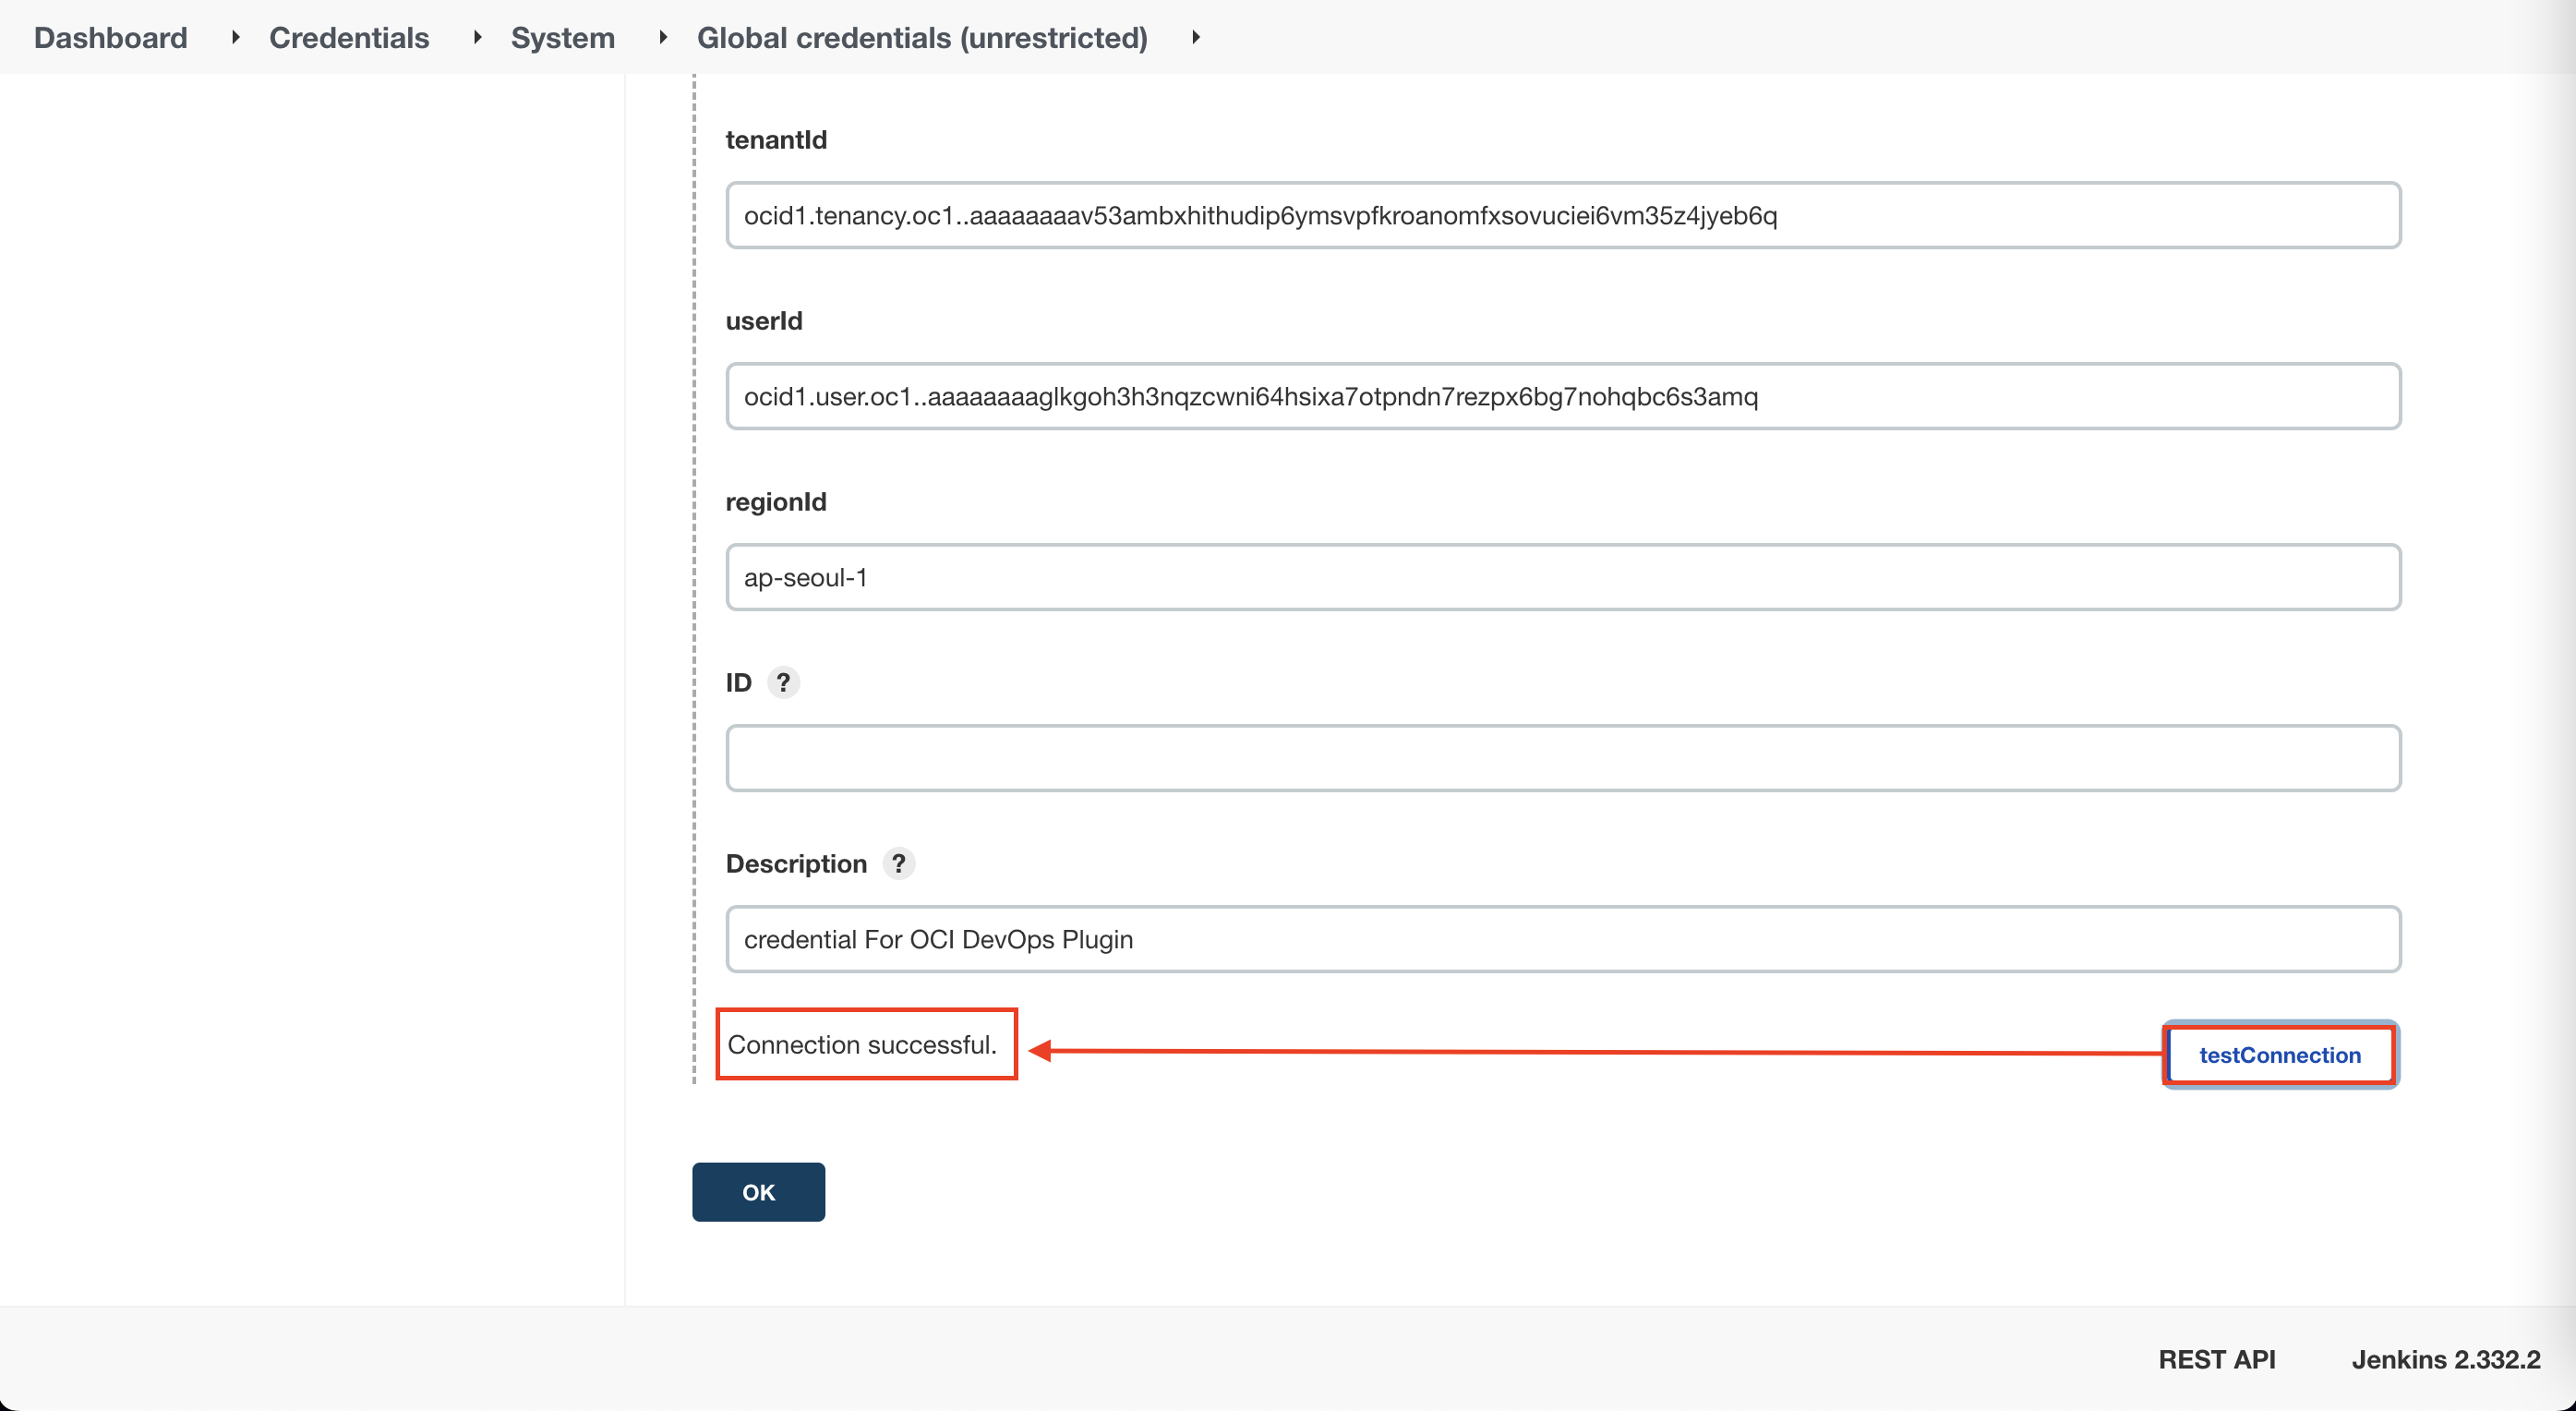 Dashboard Credentials System Global credentials (unrestricted)
tenantId
ocid1.tenancy.oc1..aaaaaaaav53ambxhithudip6ymsvpfkroanomfxsovuciei6vm35z4jyeb6q
userId
ocid1.user.oc1..aaaaaaaaglkgoh3h3nqzcwni64hsixa7otpndn7rezpx6bg7nohqbc6s3amq
regionId
ap-seoul-1
ID ?
Description ?
credential For OCI DevOps Plugin
Connection successful.
testConnection
OK
REST API Jenkins 2.332.2